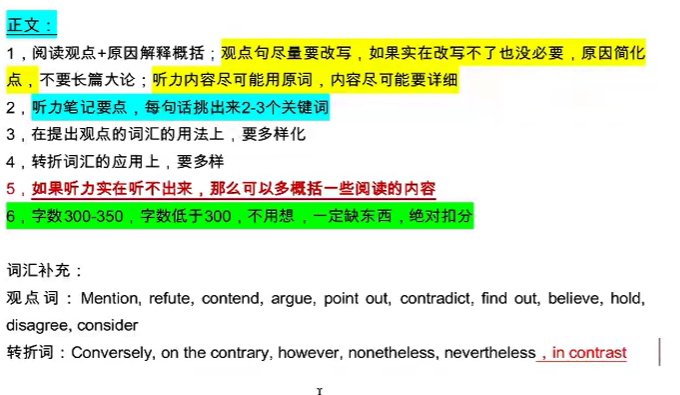 正文：
1，阅读观点+原因解释概括；观点句尽量要改写，如果实在改写不了也没必要，原因简化
点，不要长篇大论；听力内容尽可能用原词，内容尽可能要详细
2，听力笔记要点，每句话挑出来2-3个关键词
3，在提出观点的词汇的用法上，要多样化
4，转折词汇的应用上，要多样
5，如果听力实在听不出来，那么可以多概括一些阅读的内容
6，字数300-350，字数低于300，不用想，一定缺东西，绝对扣分
词汇补充：
观点词：Mention, refute, contend, argue, point out, contradict, find out, believe, hold,
disagree, consider
转折词：Conversely, on the contrary, however, nonetheless, nevertheless，in contrast